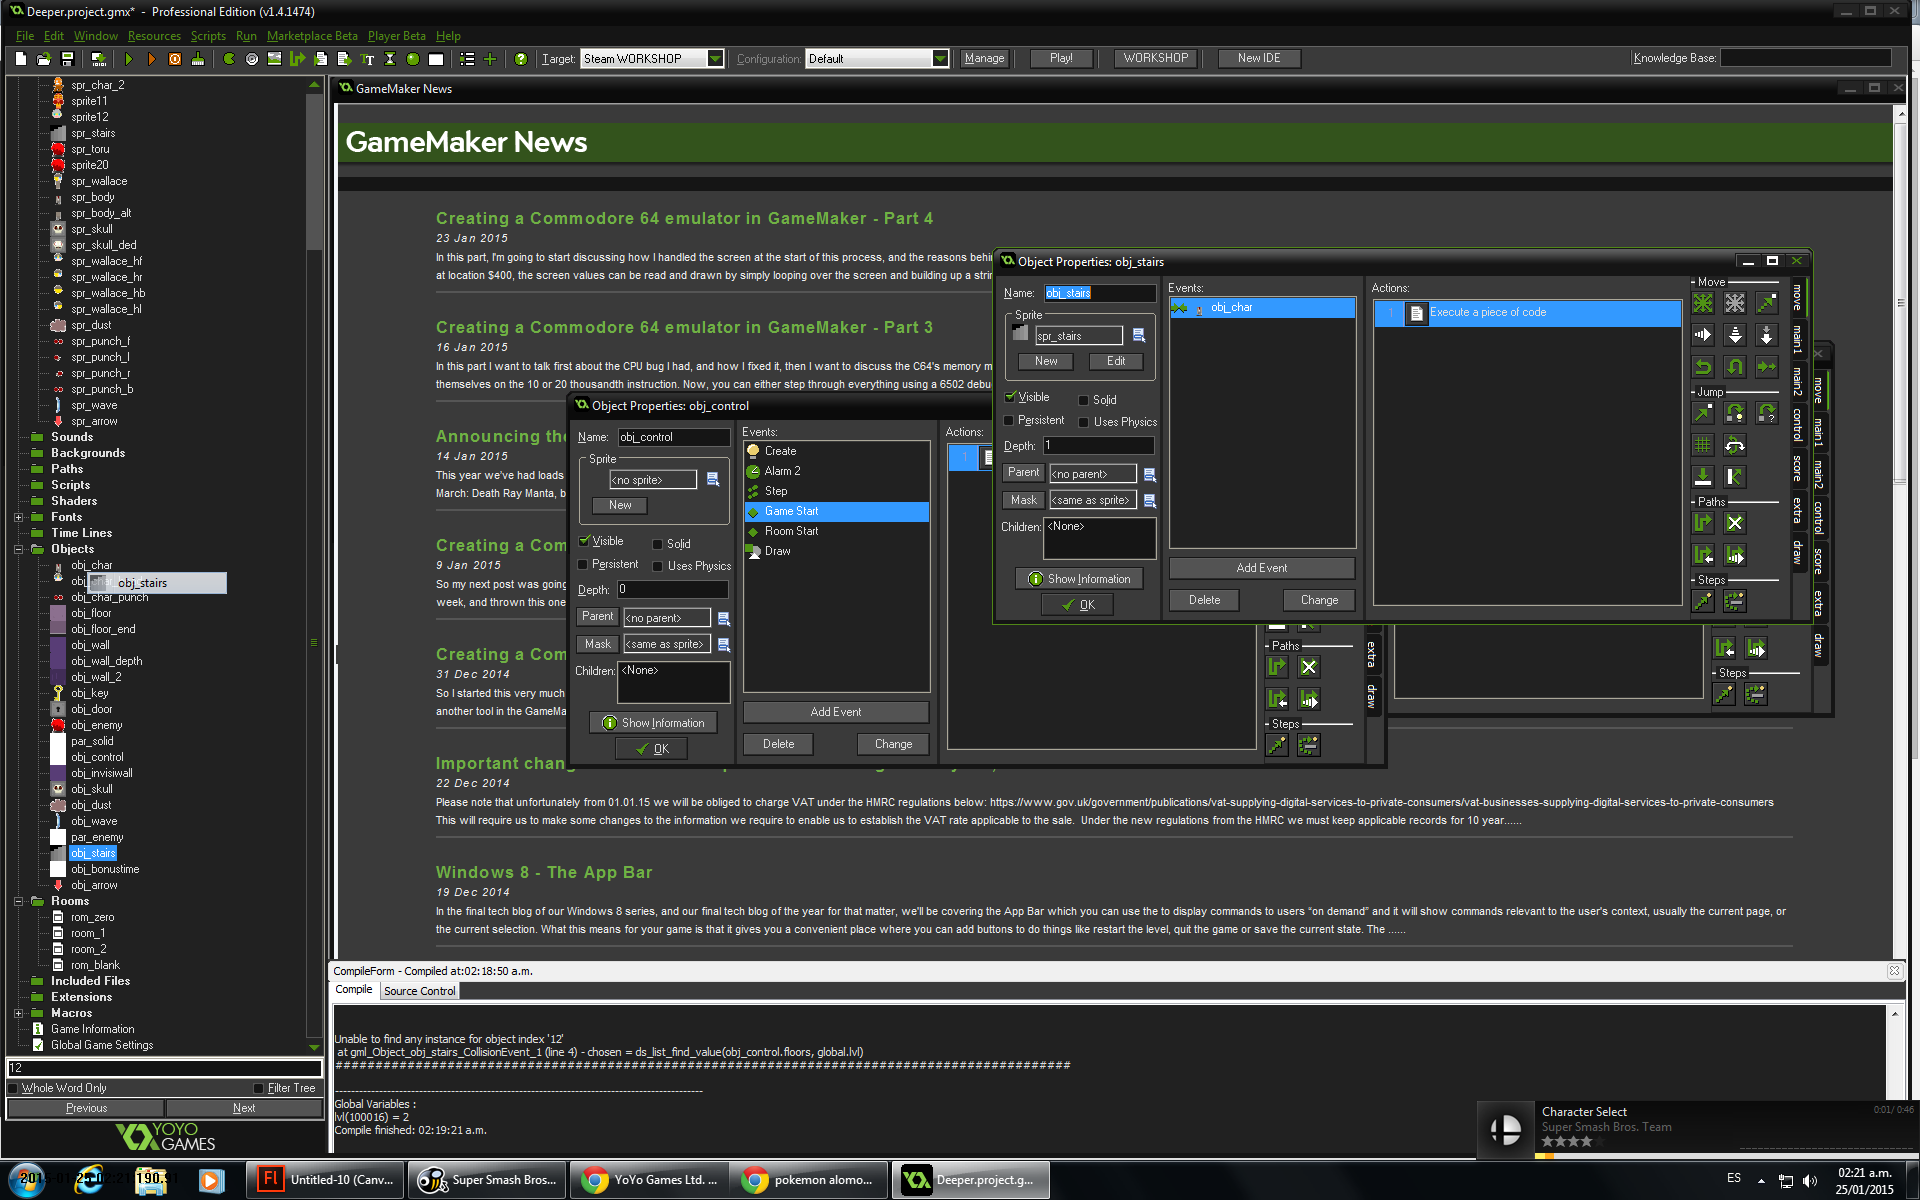 Deeper.project.gmx* - Professional Edition (v1.4.1474)
File Edit Window Resources Scripts Run Marketplace Beta Player Beta Help
Target: Steam WORKSHOP Configuration: Default Manage Play! WORKSHOP New IDE Knowledge Base:
spr_char_2
sprite11
sprite12
spr_stairs
spr_toru
sprite20
spr_wallace
spr_body
spr_body_alt
spr_skull
spr_skull_ded
spr_wallace_hf
spr_wallace_hr
spr_wallace_hb
spr_wallace_hl
spr_dust
spr_punch_f
spr_punch_l
spr_punch_r
spr_punch_b
spr_wave
spr_arrow
Sounds
Backgrounds
Paths
Scripts
Shaders
Fonts
Time Lines
Objects
obj_char
obj_stairs
obj_char_punch
obj_floor
obj_floor_end
obj_wall
obj_wall_depth
obj_wall_2
obj_key
obj_door
obj_enemy
par_solid
obj_control
obj_invisiwall
obj_skull
obj_dust
obj_wave
par_enemy
obj_stairs
obj_bonustime
obj_arrow
Rooms
rom_zero
room_1
room_2
rom_blank
Included Files
Extensions
Macros
Game Information
Global Game Settings
12
Whole Word Only Filter Tree
Previous Next
YOYO
GAMES
GameMaker News
GameMaker News
Creating a Commodore 64 emulator in GameMaker - Part 4
23 Jan 2015
In this part, I'm going to start discussing how I handled the screen at the start of this process, and the reasons behi
at location $400, the screen values can be read and drawn by simply looping over the screen and building up a strin
Creating a Commodore 64 emulator in GameMaker - Part 3
16 Jan 2015
In this part I want to talk first about the CPU bug I had, and how I fixed it, then I want to discuss the C64's memory m
themselves on the 10 or 20 thousandth instruction. Now, you can either step through everything using a 6502 debu
Announcing the
14 Jan 2015
This year we've had loads
March: Death Ray Manta, b
Creating a Com
9 Jan 2015
So my next post was going
week, and thrown this one
Creating a Com
31 Dec 2014
So I started this very much
another tool in the GameMa
Important chang
22 Dec 2014
Please note that unfortunately from 01.01.15 we will be obliged to charge VAT under the HMRC regulations below: https://www.gov.uk/government/publications/vat-supplying-digital-services-to-private-consumers/vat-businesses-supplying-digital-services-to-private-consumers
This will require us to make some changes to the information we require to enable us to establish the VAT rate applicable to the sale. Under the new regulations from the HMRC we must keep applicable records for 10 year......
Windows 8 - The App Bar
19 Dec 2014
In the final tech blog of our Windows 8 series, and our final tech blog of the year for that matter, we'll be covering the App Bar which you can use the to display commands to users "on demand" and it will show commands relevant to the user's context, usually the current page, or
the current selection. What this means for your game is that it gives you a convenient place where you can add buttons to do things like restart the level, quit the game or save the current state. The ......
Object Properties: obj_control
Name: obj_control
Sprite
<no sprite>
New
Visible Solid
Persistent Uses Physics
Depth: 0
Parent <no parent>
Mask <same as sprite>
Children: <None>
Show Information
OK
Events:
Create
Alarm 2
Step
Game Start
Room Start
Draw
Add Event
Delete Change
Actions:
1
Paths
Steps
extra
draw
Object Properties: obj_stairs
Name: obj_stairs
Sprite
spr_stairs
New Edit
Visible Solid
Persistent Uses Physics
Depth: 1
Parent <no parent>
Mask <same as sprite>
Children: <None>
Show Information
OK
Events:
obj_char
Add Event
Delete Change
Actions:
1 Execute a piece of code
Move
Jump
Paths
Steps
move
main1
main2
control
score
extra
draw
move
main1
main2
control
score
extra
draw
Steps
CompileForm - Compiled at:02:18:50 a.m.
Compile Source Control
Unable to find any instance for object index '12'
at gml_Object_obj_stairs_CollisionEvent_1 (line 4) - chosen = ds_list_find_value(obj_control.floors, global.lvl)
Global Variables :
lvl(100016) = 2
Compile finished: 02:19:21 a.m.
Character Select
Super Smash Bros. Team
0:01/ 0:46
Untitled-10 (Canv...
Super Smash Bros...
YoYo Games Ltd. ...
pokemon alomo...
Deeper.project.g...
ES
02:21 a.m.
25/01/2015